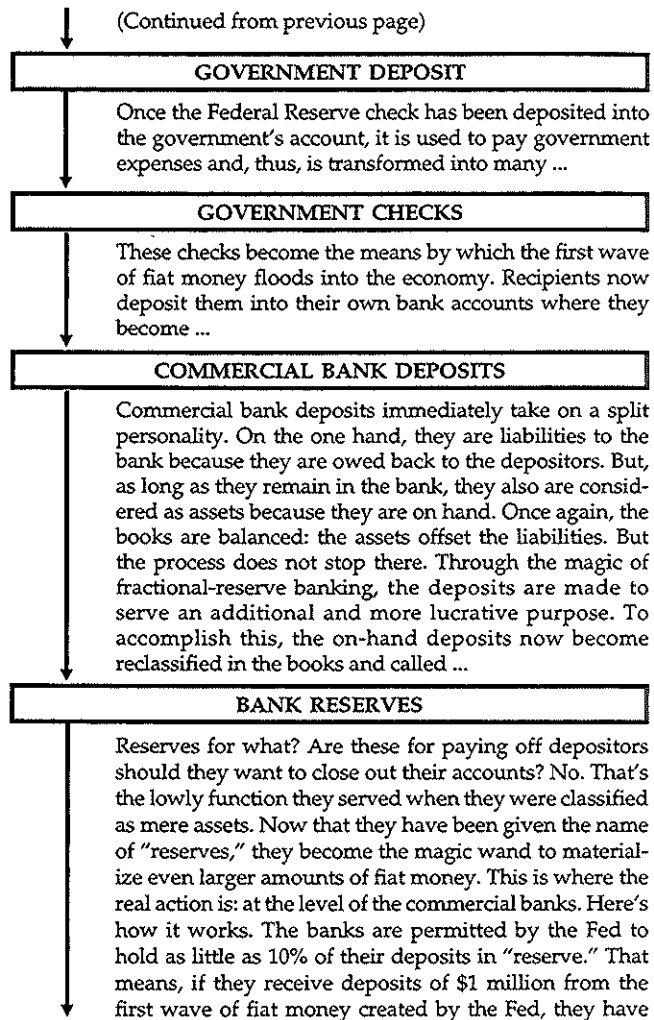 (Continued from previous page)
GOVERNMENT DEPOSIT
Once the Federal Reserve check has been deposited into
the government's account, it is used to pay government
expenses and, thus, is transformed into many ...
GOVERNMENT CHECKS
These checks become the means by which the first wave
of fiat money floods into the economy. Recipients now
deposit them into their own bank accounts where they
become ...
COMMERCIAL BANK DEPOSITS
Commercial bank deposits immediately take on a split
personality. On the one hand, they are liabilities to the
bank because they are owed back to the depositors. But,
as long as they remain in the bank, they also are consid-
ered as assets because they are on hand. Once again, the
books are balanced: the assets offset the liabilities. But
the process does not stop there. Through the magic of
fractional-reserve banking, the deposits are made to
serve an additional and more lucrative purpose. To
accomplish this, the on-hand deposits now become
reclassified in the books and called ...
BANK RESERVES
Reserves for what? Are these for paying off depositors
should they want to close out their accounts? No. That's
the lowly function they served when they were classified
as mere assets. Now that they have been given the name
of "reserves," they become the magic wand to material-
ize even larger amounts of fiat money. This is where the
real action is: at the level of the commercial banks. Here's
how it works. The banks are permitted by the Fed to
hold as little as 10% of their deposits in "reserve." That
means, if they receive deposits of $1 million from the
first wave of fiat money created by the Fed, they have